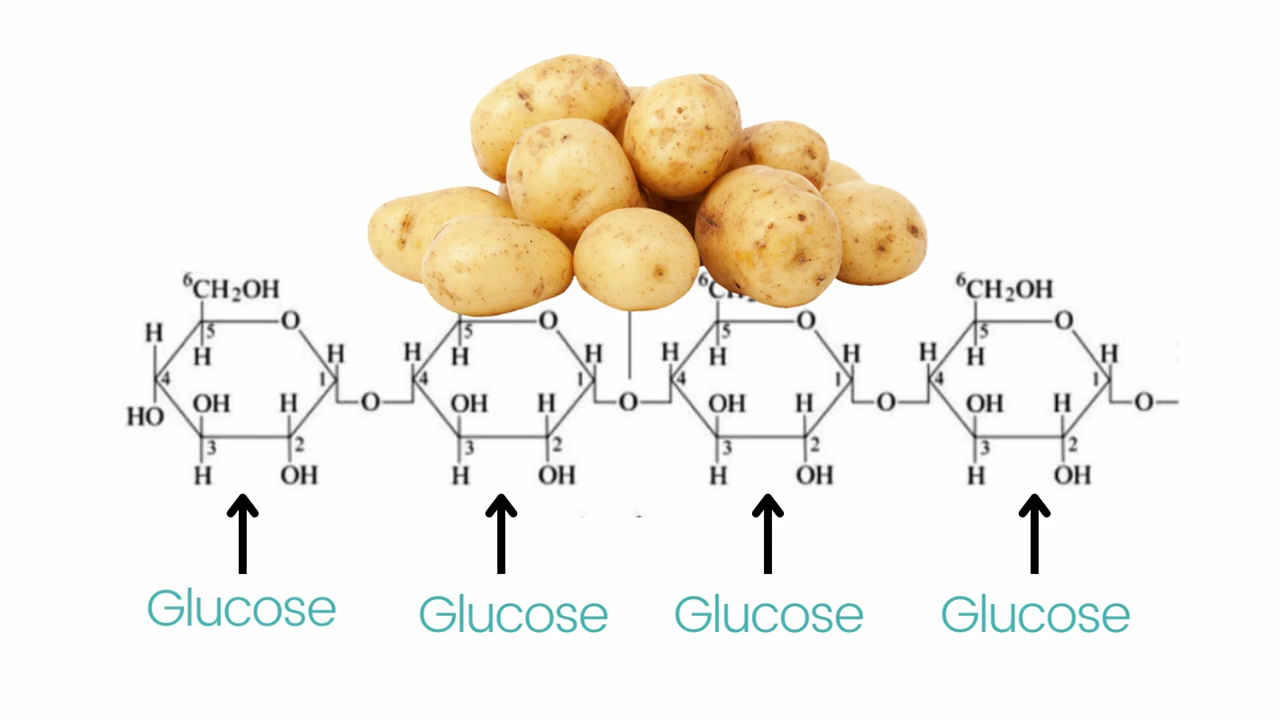 ⁶CH₂OH ⁶C ⁶CH₂OH
H 5 O 5 O 5 O 5 O
H H H H H H H H H H H
4 1 4 1 4 1 4 1
HO OH H O OH H O OH H O OH H O
3 2 3 2 3 2 3 2
H OH H OH H OH H OH
Glucose Glucose Glucose Glucose